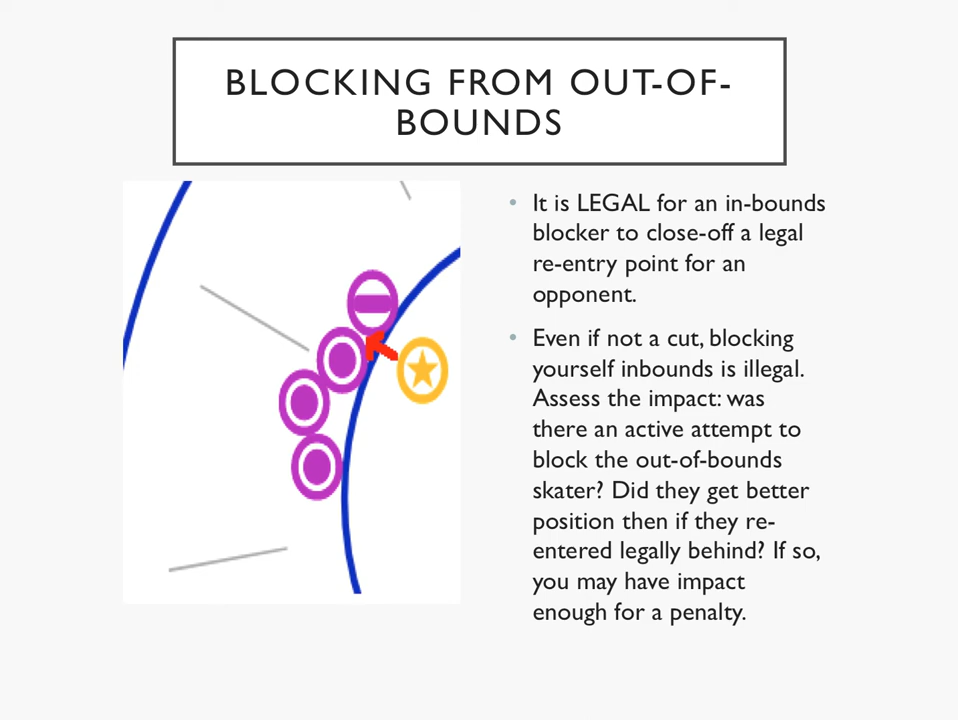 BLOCKING FROM OUT-OF-
BOUNDS
• It is LEGAL for an in-bounds
blocker to close-off a legal
re-entry point for an
opponent.
• Even if not a cut, blocking
yourself inbounds is illegal.
Assess the impact: was
there an active attempt to
block the out-of-bounds
skater? Did they get better
position then if they re-
entered legally behind? If so,
you may have impact
enough for a penalty.